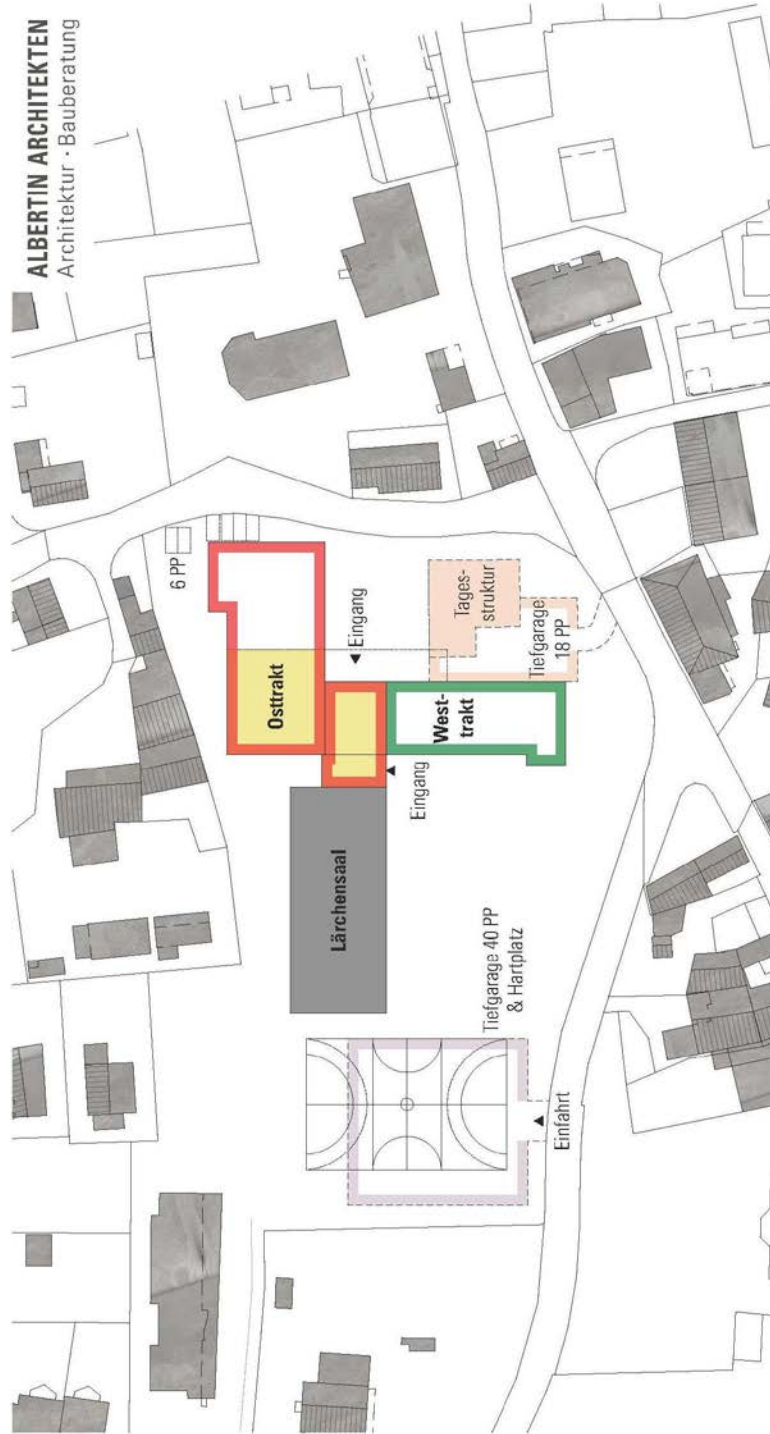 ALBERTIN ARCHITEKTEN
Architektur · Bauberatung
6 PP
Osttrakt
Eingang
Lärchensaal
Eingang
West-
trakt
Tages-
struktur
Tiefgarage
18 PP
Tiefgarage 40 PP
& Hartplatz
Einfahrt